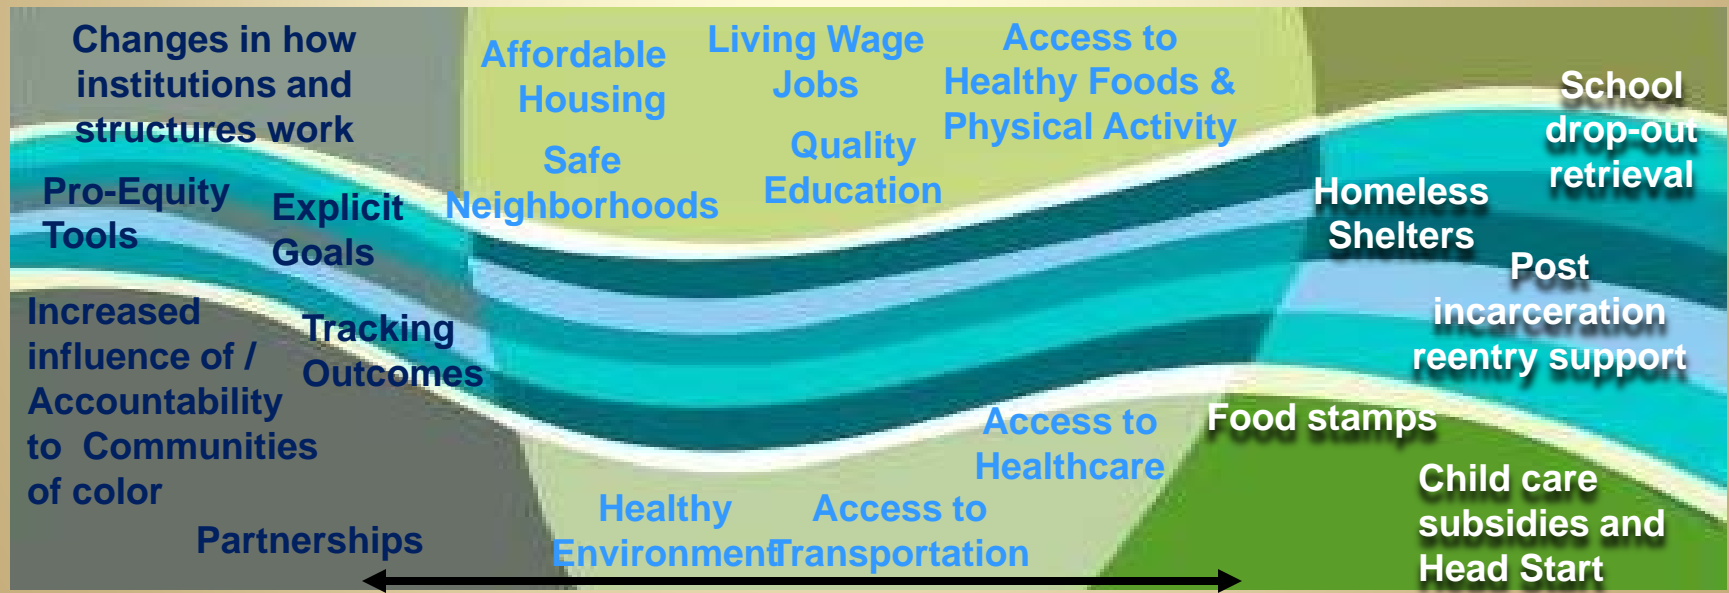 Changes in how
institutions and
structures work
Pro-Equity
Tools
Explicit
Goals
Increased
influence of /
Accountability
to Communities
of color
Tracking
Outcomes
Partnerships
Affordable
Housing
Living Wage
Jobs
Access to
Healthy Foods &
Physical Activity
Safe
Neighborhoods
Quality
Education
Access to
Healthcare
Healthy
Environment
Access to
Transportation
School
drop-out
retrieval
Homeless
Shelters
Post
incarceration
reentry support
Food stamps
Child care
subsidies and
Head Start